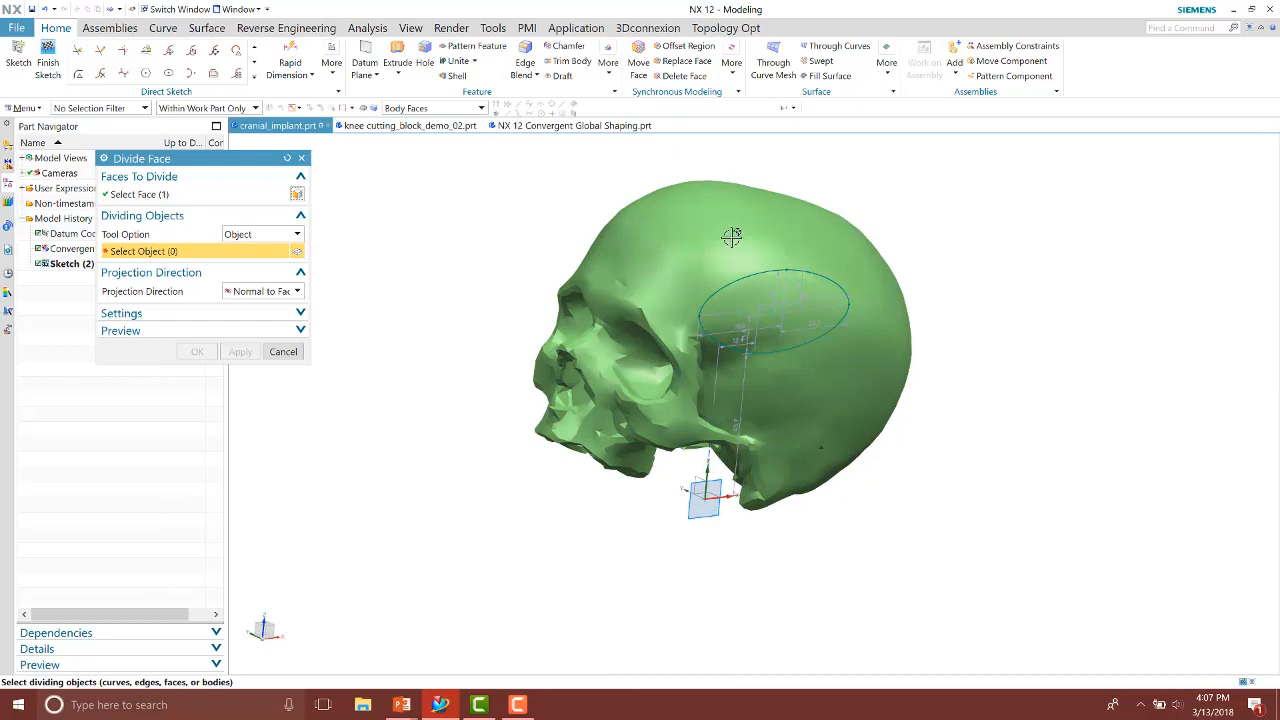 NX Switch Window Window NX 12 - Modeling SIEMENS
File Home Assemblies Curve Surface Reverse Engineering Analysis View Render Tools PMI Application 3Dconnexion Topology Opt Find a Command
Sketch Finish Sketch Rapid Dimension More Datum Plane Extrude Hole Pattern Feature Unite Shell Edge Blend Chamfer Trim Body Draft More Move Face Offset Region Replace Face Delete Face More Through Curve Mesh Through Curves Swept Fill Surface More Work on Assembly Add Assembly Constraints Move Component Pattern Component
Direct Sketch Feature Synchronous Modeling Surface Assemblies
Menu No Selection Filter Within Work Part Only Body Faces
Part Navigator cranial_implant.prt knee cutting_block_demo_02.prt NX 12 Convergent Global Shaping.prt
Name Up to D... Cor
Model Views
Cameras
User Expression
Non-timestam
Model History
Datum Coo
Convergen
Sketch (2)
Divide Face
Faces To Divide
Select Face (1)
Dividing Objects
Tool Option Object
Select Object (0)
Projection Direction
Projection Direction Normal to Fac
Settings
Preview
OK Apply Cancel
Dependencies
Details
Preview
Select dividing objects (curves, edges, faces, or bodies)
Type here to search
4:07 PM
3/13/2018